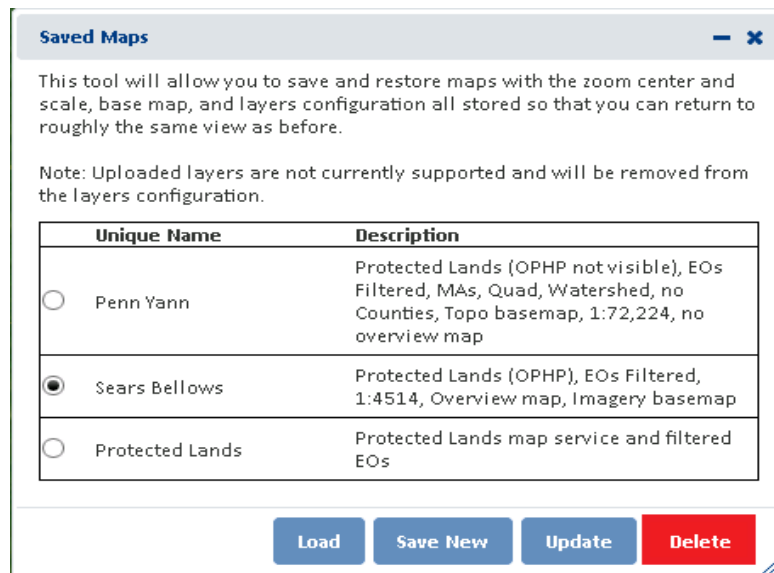 Saved Maps
This tool will allow you to save and restore maps with the zoom center and
scale, base map, and layers configuration all stored so that you can return to
roughly the same view as before.
Note: Uploaded layers are not currently supported and will be removed from
the layers configuration.
Unique Name Description
Penn Yann
Protected Lands (OPHP not visible), EOs
Filtered, MAs, Quad, Watershed, no
Counties, Topo basemap, 1:72,224, no
overview map
Sears Bellows
Protected Lands (OPHP), EOs Filtered,
1:4514, Overview map, Imagery basemap
Protected Lands
Protected Lands map service and filtered
EOs
Load Save New Update Delete